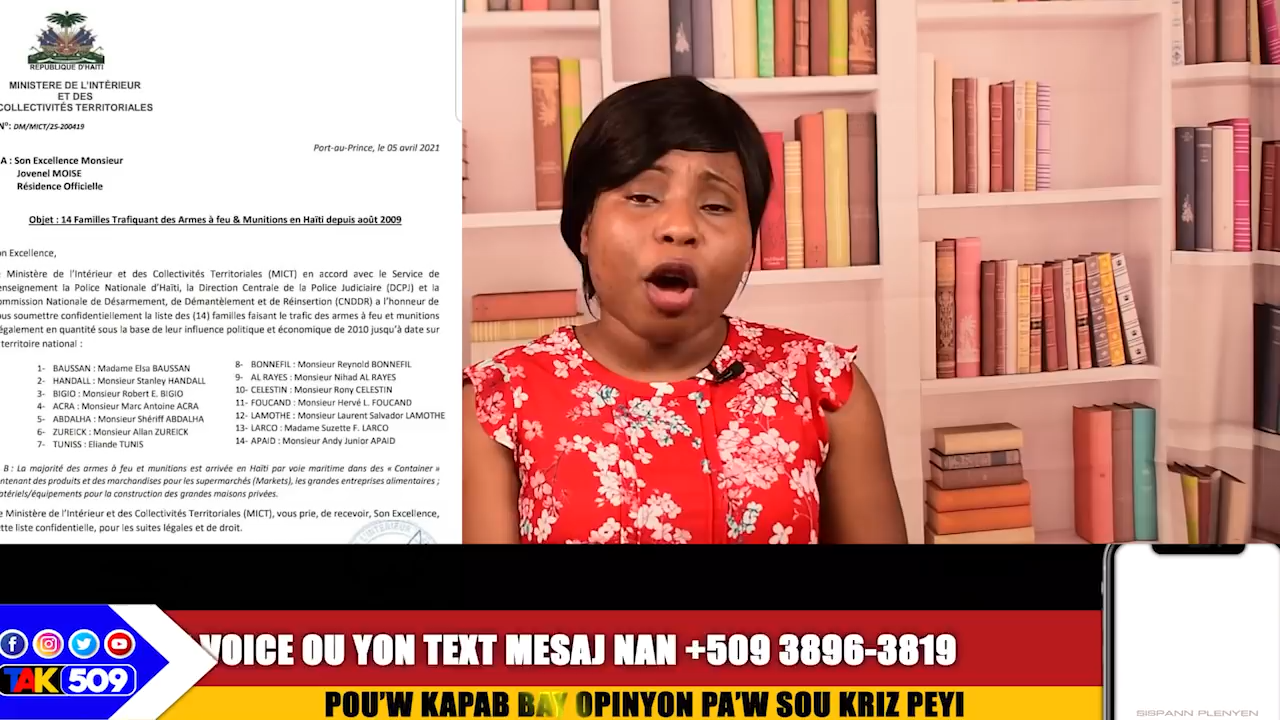 REPUBLIQUE D'HAITI
MINISTERE DE L'INTÉRIEUR
ET DES
COLLECTIVITÉS TERRITORIALES
N°: DM/MICT/25-200419
Port-au-Prince, le 05 avril 2021
A : Son Excellence Monsieur
Jovenel MOISE
Résidence Officielle
Objet : 14 Familles Trafiquant des Armes à feu & Munitions en Haïti depuis août 2009
on Excellence,
Ministère de l'Intérieur et des Collectivités Territoriales (MICT) en accord avec le Service de
enseignement la Police Nationale d'Haïti, la Direction Centrale de la Police Judiciaire (DCPJ) et la
ommission Nationale de Désarmement, de Démantèlement et de Réinsertion (CNDDR) a l'honneur de
ous soumettre confidentiellement la liste des (14) familles faisant le trafic des armes à feu et munitions
également en quantité sous la base de leur influence politique et économique de 2010 jusqu'à date sur
territoire national :
1- BAUSSAN : Madame Elsa BAUSSAN
2- HANDALL : Monsieur Stanley HANDALL
3- BIGIO : Monsieur Robert E. BIGIO
4- ACRA : Monsieur Marc Antoine ACRA
5- ABDALHA : Monsieur Shériff ABDALHA
6- ZUREICK : Monsieur Allan ZUREICK
7- TUNISS : Eliande TUNIS
8- BONNEFIL : Monsieur Reynold BONNEFIL
9- AL RAYES : Monsieur Nihad AL RAYES
10- CELESTIN : Monsieur Rony CELESTIN
11- FOUCAND : Monsieur Hervé L. FOUCAND
12- LAMOTHE : Monsieur Laurent Salvador LAMOTHE
13- LARCO : Madame Suzette F. LARCO
14- APAID : Monsieur Andy Junior APAID
B : La majorité des armes à feu et munitions est arrivée en Haïti par voie maritime dans des « Container »
ntenant des produits et des marchandises pour les supermarchés (Markets), les grandes entreprises alimentaires ;
atériels/équipements pour la construction des grandes maisons privées.
e Ministère de l'Intérieur et des Collectivités Territoriales (MICT), vous prie, de recevoir, Son Excellence,
ette liste confidentielle, pour les suites légales et de droit.
VOICE OU YON TEXT MESAJ NAN +509 3896-3819
TAK 509
POU'W KAPAB BAY OPINYON PA'W SOU KRIZ PEYI
SISPANN PLENYEN